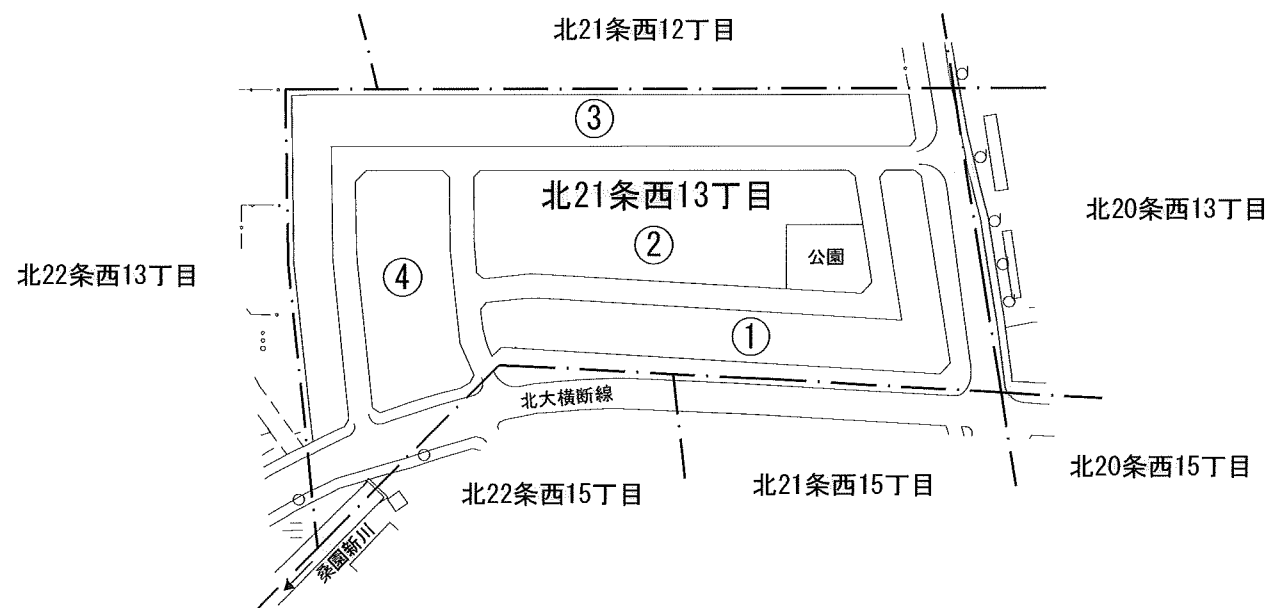 北21条西12丁目
③
北21条西13丁目
北20条西13丁目
②
公園
北22条西13丁目
④
①
北大横断線
北20条西15丁目
北22条西15丁目
北21条西15丁目
桑園新川